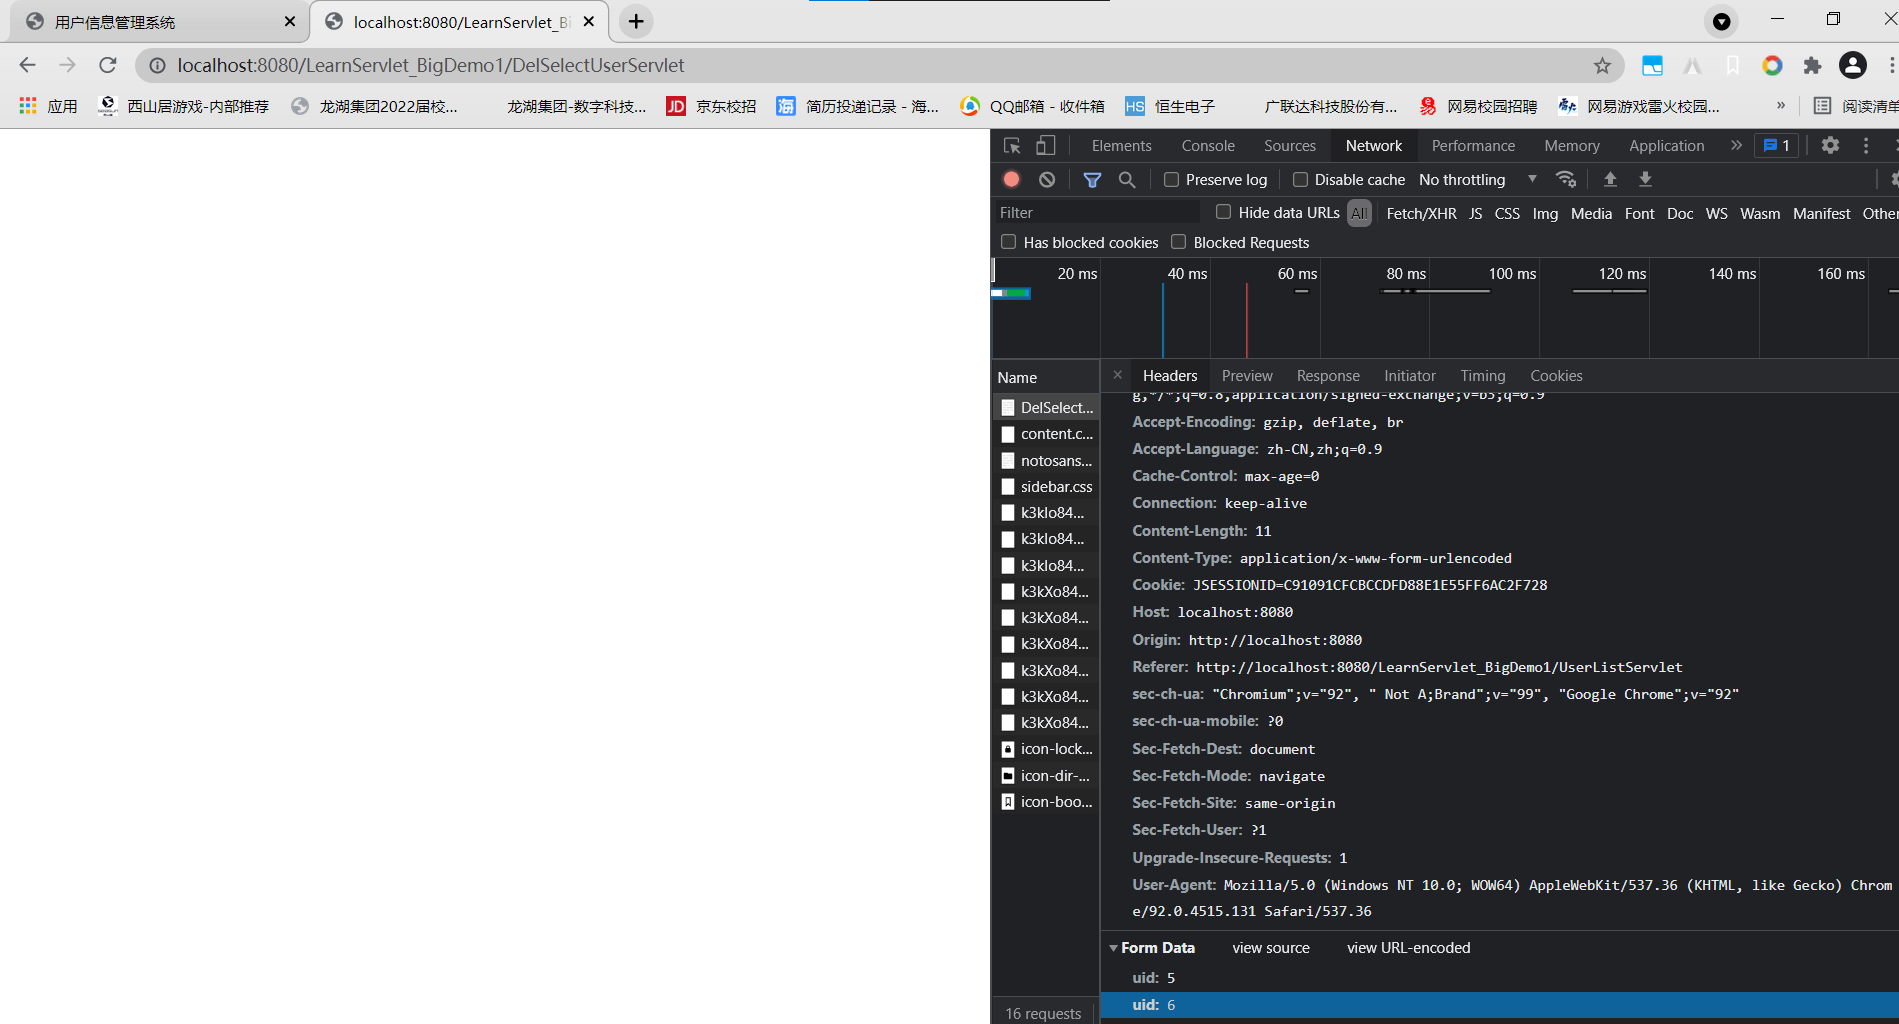 用户信息管理系统
localhost:8080/LearnServlet_Bi
localhost:8080/LearnServlet_BigDemo1/DelSelectUserServlet
应用 西山居游戏-内部推荐 龙湖集团2022届校... 龙湖集团-数字科技... JD 京东校招 海 简历投递记录 - 海... QQ邮箱 - 收件箱 HS 恒生电子 广联达科技股份有... 网易校园招聘 网易游戏雷火校园... » 阅读清单
Elements Console Sources Network Performance Memory Application » 1
Preserve log Disable cache No throttling
Filter Hide data URLs All Fetch/XHR JS CSS Img Media Font Doc WS Wasm Manifest Other
Has blocked cookies Blocked Requests
20 ms 40 ms 60 ms 80 ms 100 ms 120 ms 140 ms 160 ms
Name
DelSelect...
content.c...
notosans...
sidebar.css
k3kIo84...
k3kIo84...
k3kIo84...
k3kXo84...
k3kXo84...
k3kXo84...
k3kXo84...
k3kXo84...
k3kXo84...
icon-lock...
icon-dir-...
icon-boo...
16 requests
Headers Preview Response Initiator Timing Cookies
g,*/*;q=0.8,application/signed-exchange;v=b3;q=0.9
Accept-Encoding: gzip, deflate, br
Accept-Language: zh-CN,zh;q=0.9
Cache-Control: max-age=0
Connection: keep-alive
Content-Length: 11
Content-Type: application/x-www-form-urlencoded
Cookie: JSESSIONID=C91091CFCBCCDFD88E1E55FF6AC2F728
Host: localhost:8080
Origin: http://localhost:8080
Referer: http://localhost:8080/LearnServlet_BigDemo1/UserListServlet
sec-ch-ua: "Chromium";v="92", " Not A;Brand";v="99", "Google Chrome";v="92"
sec-ch-ua-mobile: ?0
Sec-Fetch-Dest: document
Sec-Fetch-Mode: navigate
Sec-Fetch-Site: same-origin
Sec-Fetch-User: ?1
Upgrade-Insecure-Requests: 1
User-Agent: Mozilla/5.0 (Windows NT 10.0; WOW64) AppleWebKit/537.36 (KHTML, like Gecko) Chrom
e/92.0.4515.131 Safari/537.36
Form Data view source view URL-encoded
uid: 5
uid: 6